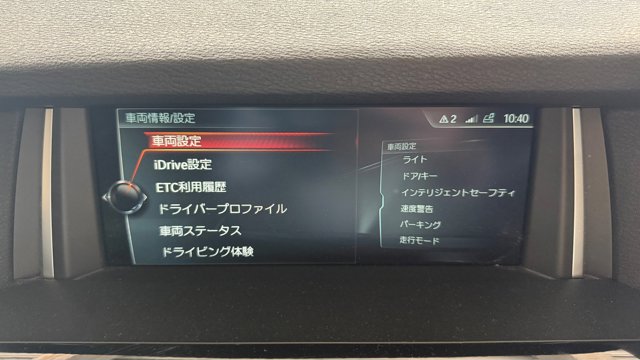 車両情報/設定
2 10:40
車両設定
iDrive設定
ETC利用履歴
ドライバープロファイル
車両ステータス
ドライビング体験
車両設定
ライト
ドア/キー
インテリジェントセーフティ
速度警告
パーキング
走行モード